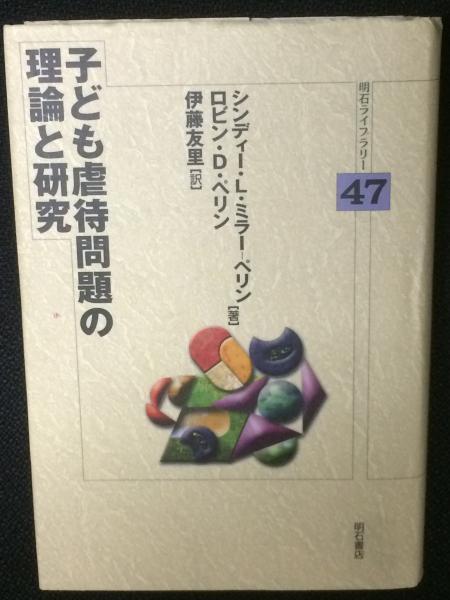 明石ライブラリー
47
シンディー・L・ミラー-ペリン[著]
ロビン・D・ペリン
伊藤友里[訳]
子ども虐待問題の
理論と研究
明石書店